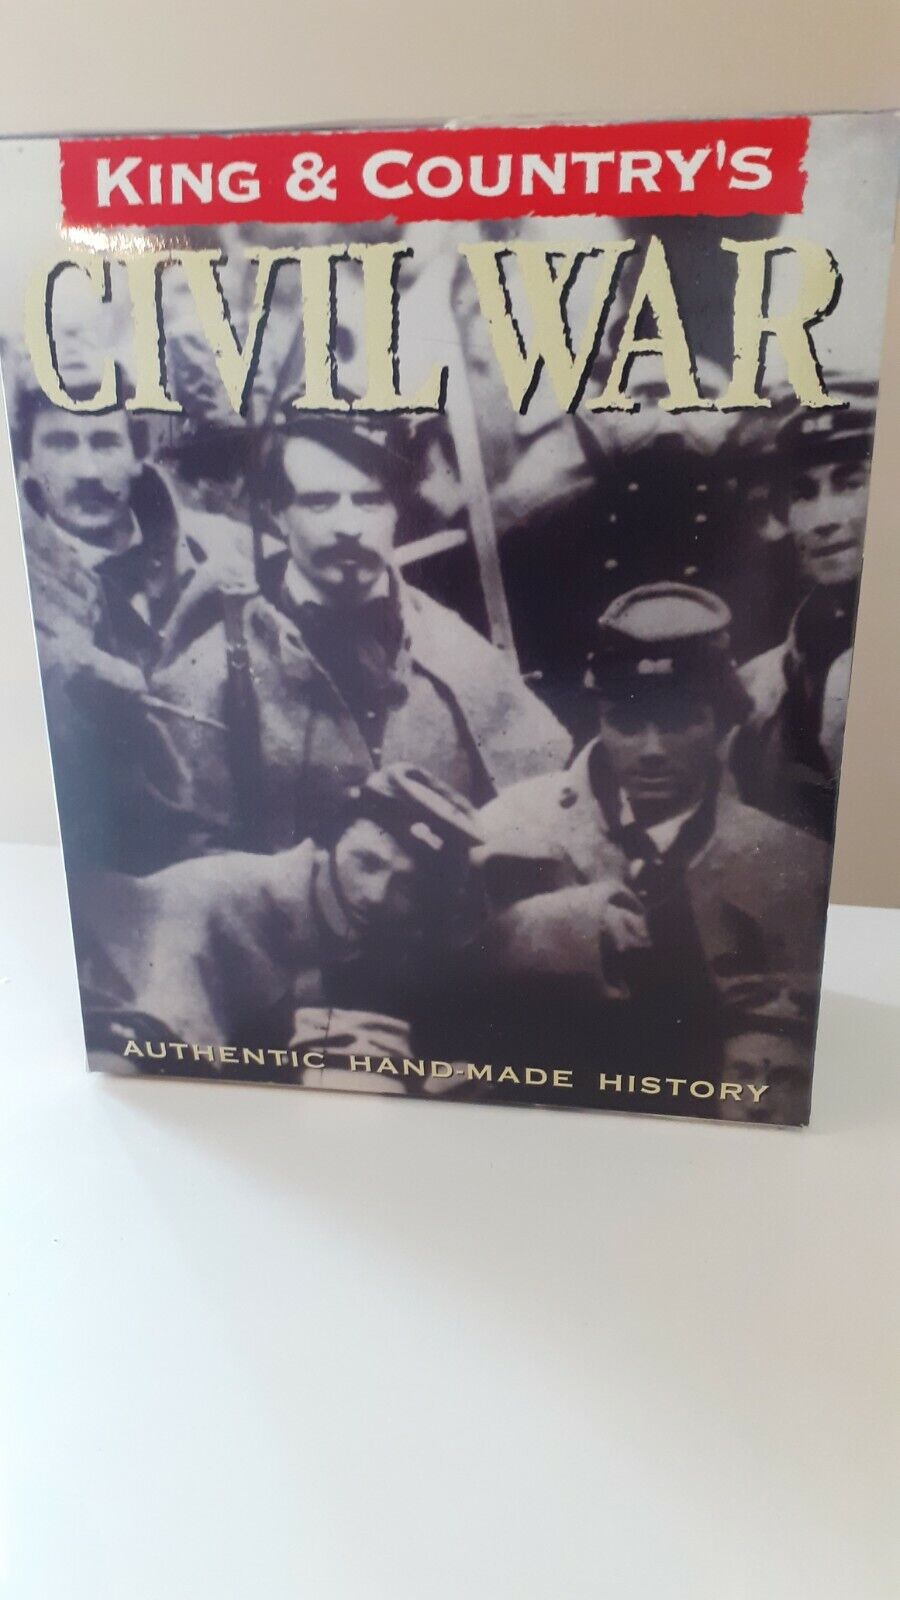 KING & COUNTRY'S
CIVIL WAR
AUTHENTIC HAND-MADE HISTORY